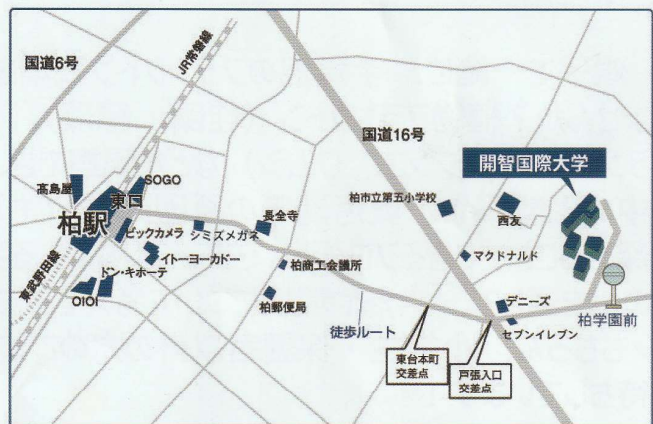 国道6号
JR常磐線
国道16号
開智国際大学
髙島屋
東口
SOGO
柏駅
ビックカメラ
シミズメガネ
長全寺
柏市立第五小学校
西友
イトーヨーカドー
マクドナルド
東武野田線
ドン・キホーテ
OIOI
柏商工会議所
柏郵便局
デニーズ
徒歩ルート
セブンイレブン
柏学園前
東台本町
交差点
戸張入口
交差点